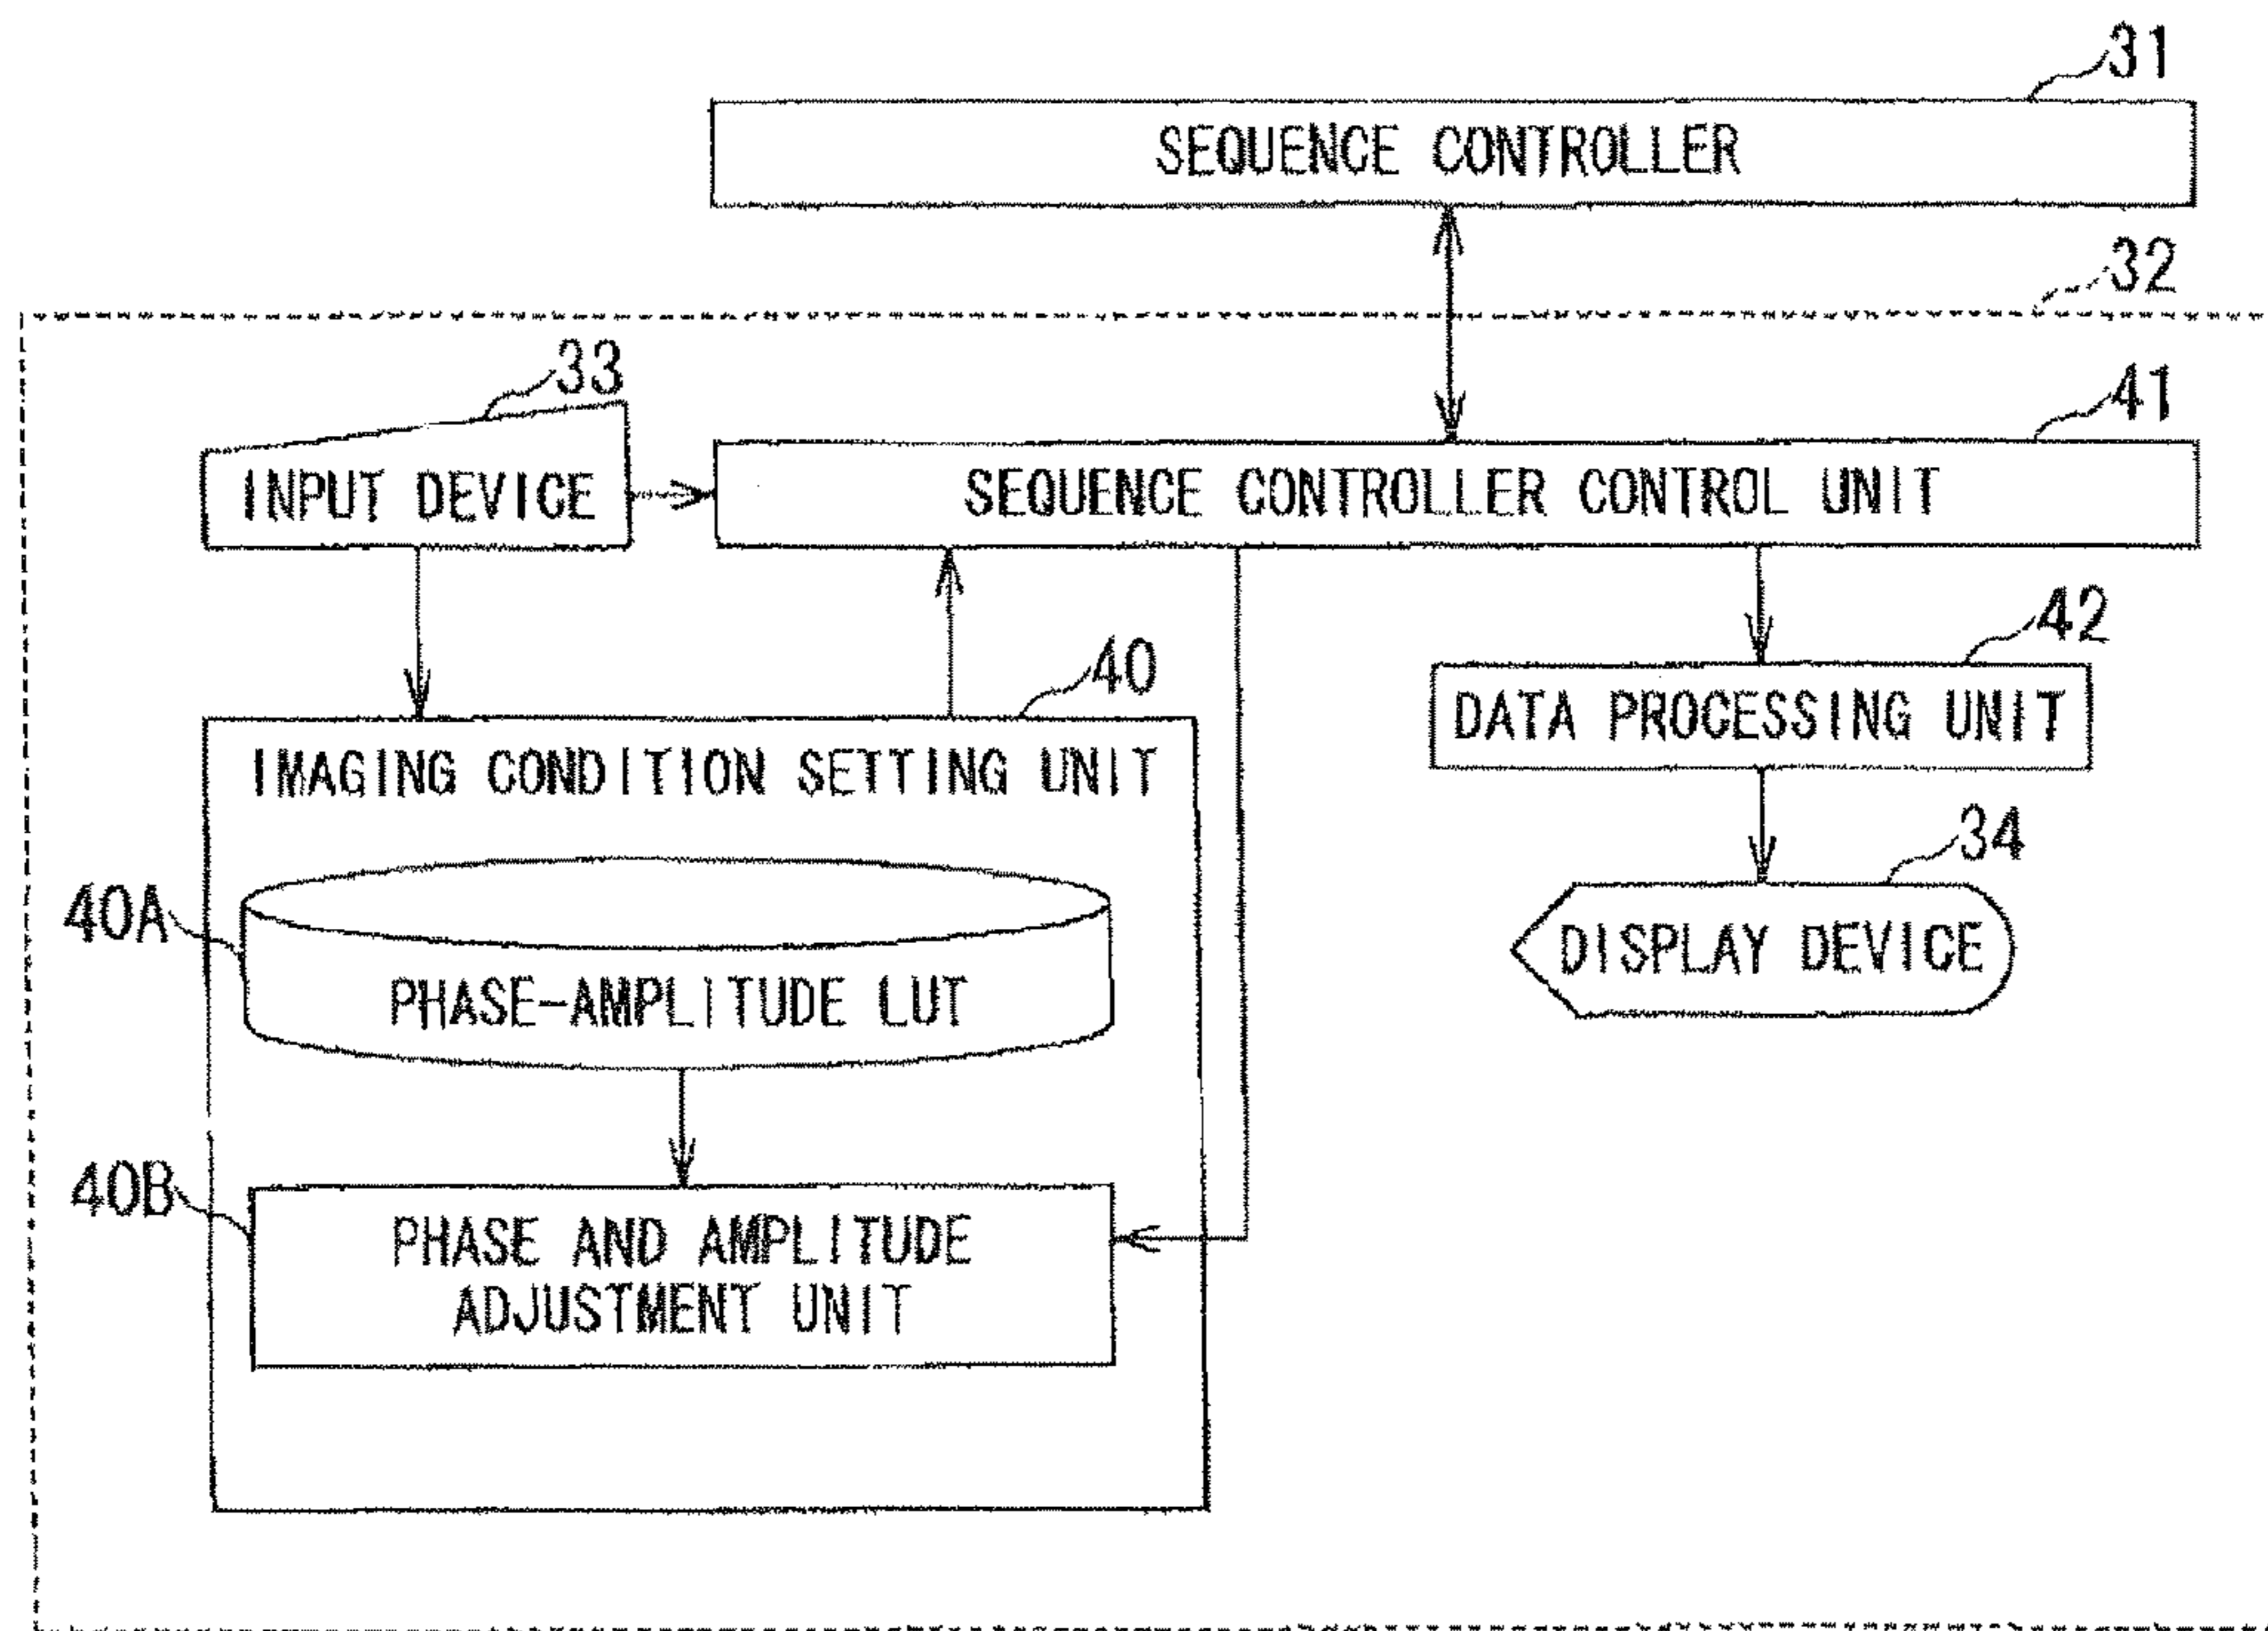 31
SEQUENCE CONTROLLER
32
33
41
INPUT DEVICE
SEQUENCE CONTROLLER CONTROL UNIT
42
40
DATA PROCESSING UNIT
IMAGING CONDITION SETTING UNIT
34
40A
DISPLAY DEVICE
PHASE-AMPLITUDE LUT
40B
PHASE AND AMPLITUDE
ADJUSTMENT UNIT